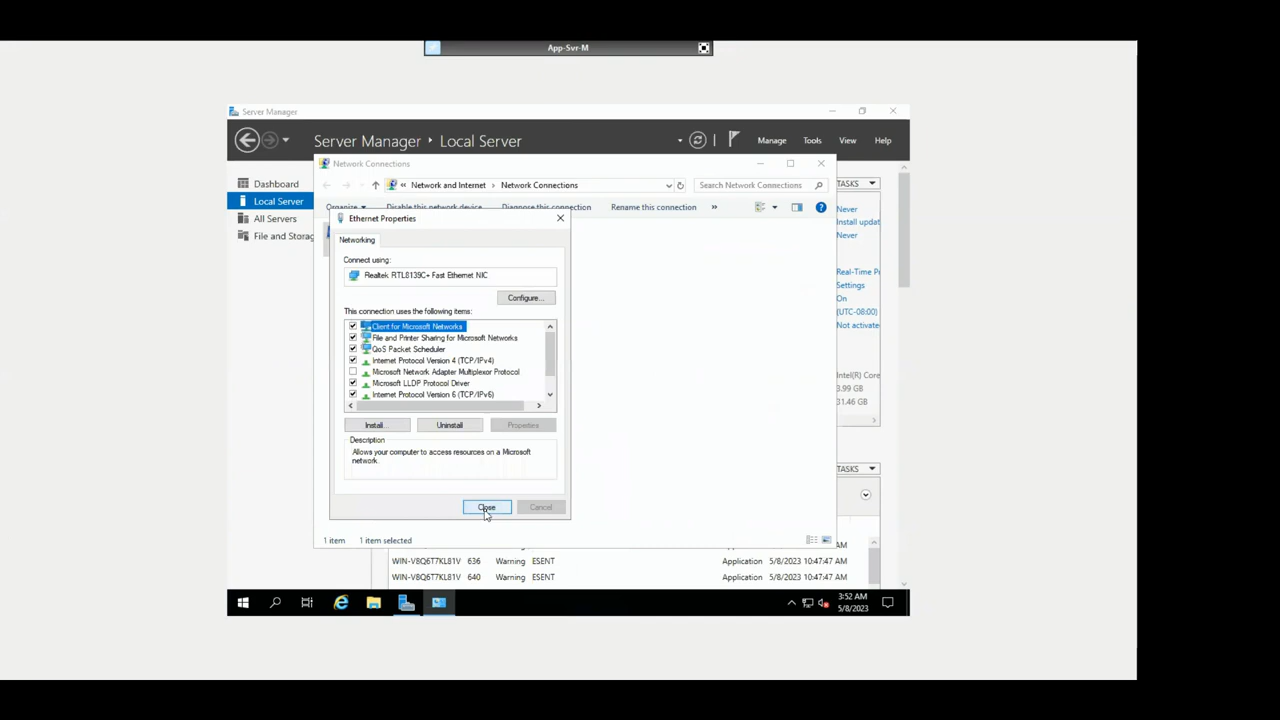 App-Svr-M
Server Manager
Server Manager ‣ Local Server
Manage Tools View Help
Network Connections
Dashboard
Local Server
All Servers
File and Storag
« Network and Internet > Network Connections
Search Network Connections
Organize
Disable this network device
Diagnose this connection
Rename this connection
»
Ethernet Properties
Networking
Connect using:
Realtek RTL8139C+ Fast Ethernet NIC
Configure...
This connection uses the following items:
Client for Microsoft Networks
File and Printer Sharing for Microsoft Networks
QoS Packet Scheduler
Internet Protocol Version 4 (TCP/IPv4)
Microsoft Network Adapter Multiplexor Protocol
Microsoft LLDP Protocol Driver
Internet Protocol Version 6 (TCP/IPv6)
Install...
Uninstall
Properties
Description
Allows your computer to access resources on a Microsoft
network.
Close
Cancel
1 item 1 item selected
TASKS
Never
Install updat
Never
Real-Time Pr
Settings
On
(UTC-08:00)
Not activate
Intel(R) Core
3.99 GB
31.46 GB
TASKS
AM
WIN-V8Q6T7KL81V 636 Warning ESENT Application 5/8/2023 10:47:47 AM
WIN-V8Q6T7KL81V 640 Warning ESENT Application 5/8/2023 10:47:47 AM
3:52 AM
5/8/2023